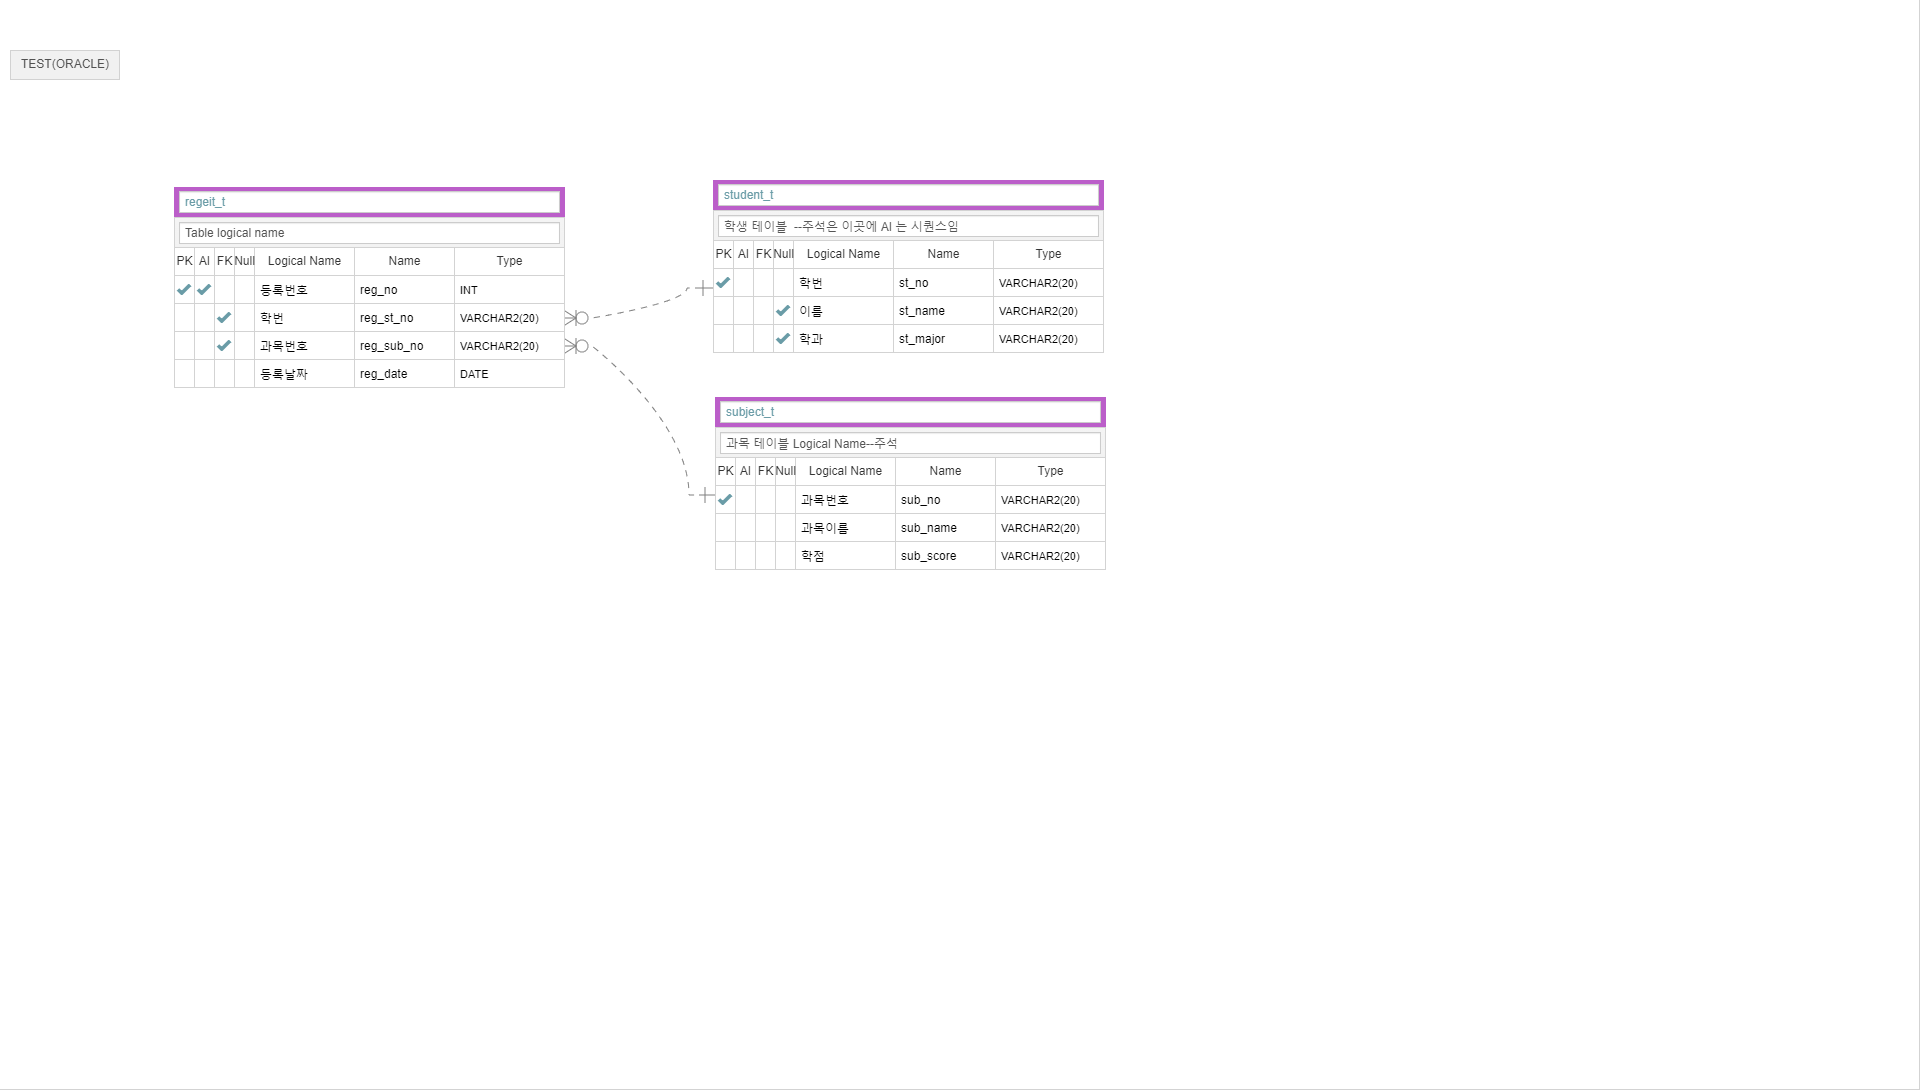 TEST(ORACLE)
regeit_t
Table logical name
PK AI FK Null Logical Name Name Type
등록번호 reg_no INT
학번 reg_st_no VARCHAR2(20)
과목번호 reg_sub_no VARCHAR2(20)
등록날짜 reg_date DATE
student_t
학생 테이블 --주석은 이곳에 AI 는 시퀀스임
PK AI FK Null Logical Name Name Type
학번 st_no VARCHAR2(20)
이름 st_name VARCHAR2(20)
학과 st_major VARCHAR2(20)
subject_t
과목 테이블 Logical Name--주석
PK AI FK Null Logical Name Name Type
과목번호 sub_no VARCHAR2(20)
과목이름 sub_name VARCHAR2(20)
학점 sub_score VARCHAR2(20)